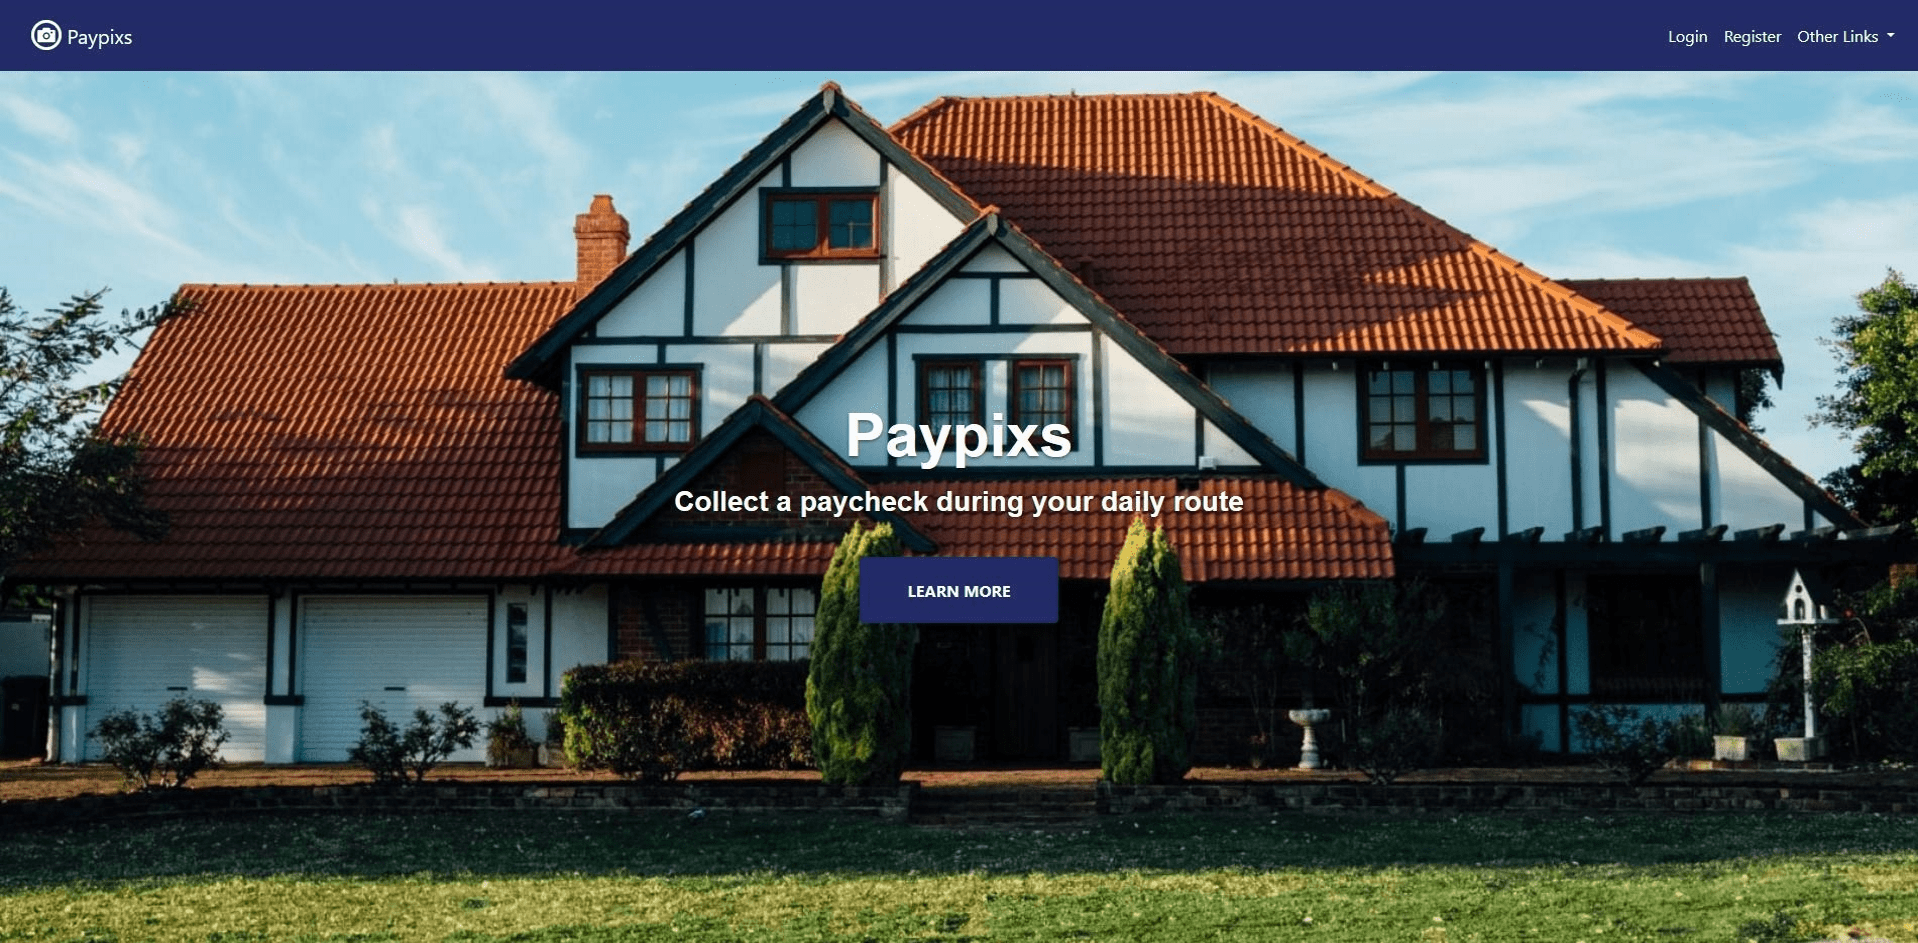 Paypixs
Login Register Other Links
Paypixs
Collect a paycheck during your daily route
LEARN MORE